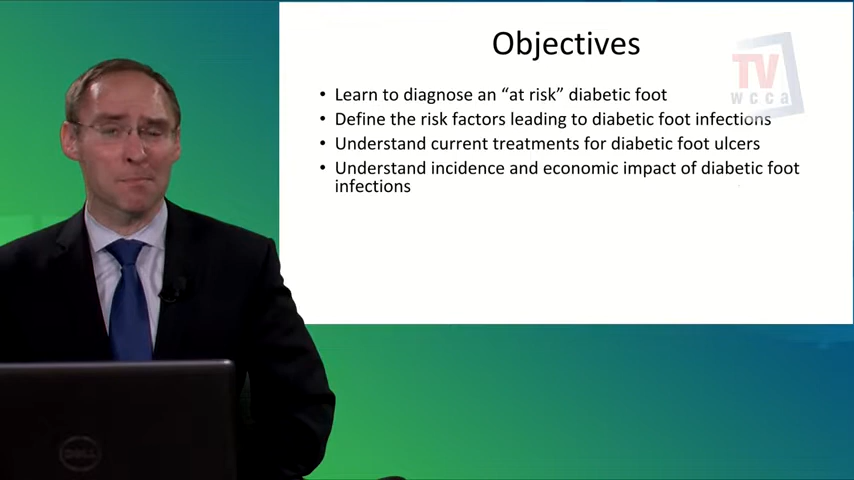 Objectives
TV
wcca
• Learn to diagnose an “at risk” diabetic foot
• Define the risk factors leading to diabetic foot infections
• Understand current treatments for diabetic foot ulcers
• Understand incidence and economic impact of diabetic foot
infections
DELL